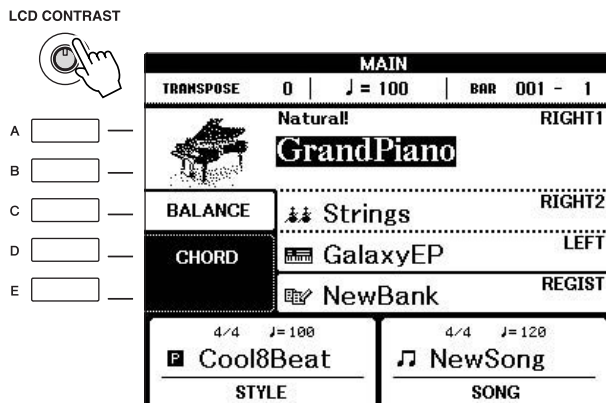 LCD CONTRAST
MAIN
TRANSPOSE 0 ♩= 100 BAR 001 - 1
A
B
C
D
E
Natural! RIGHT1
GrandPiano
BALANCE
Strings RIGHT2
CHORD
GalaxyEP LEFT
NewBank REGIST
4/4 ♩=100
P Cool8Beat
STYLE
4/4 ♩=120
NewSong
SONG